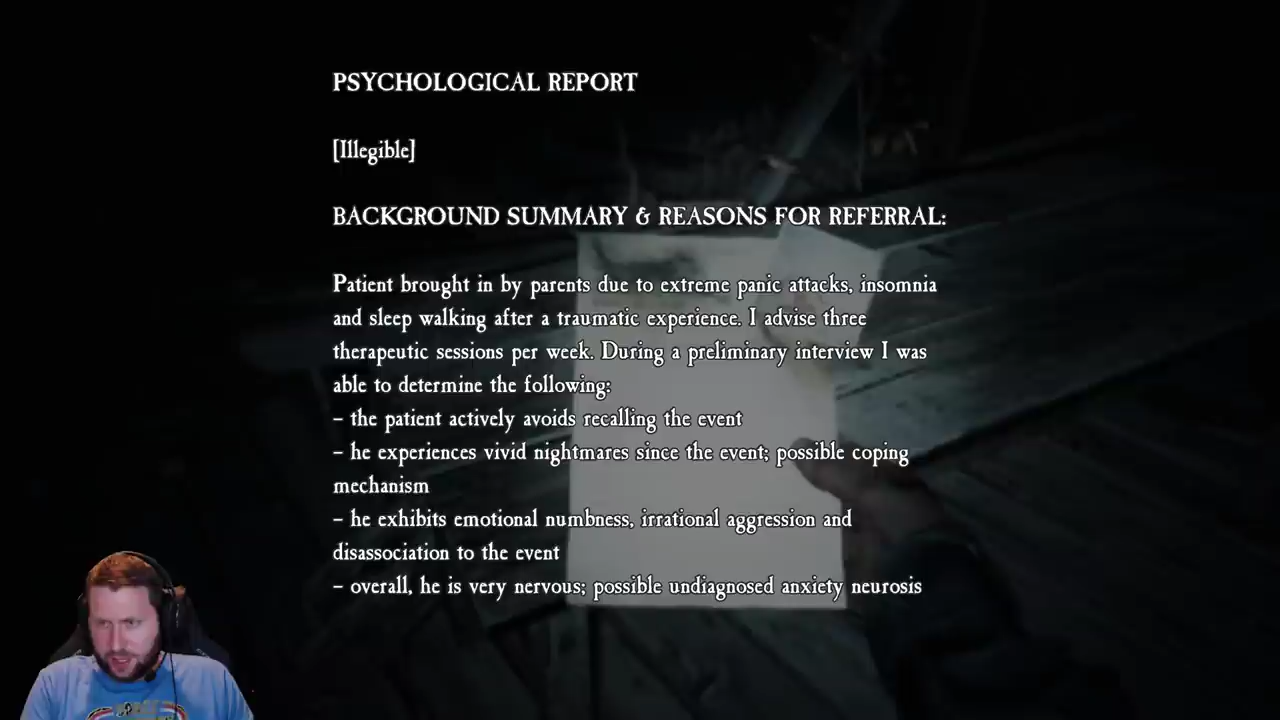 PSYCHOLOGICAL REPORT
[Illegible]
BACKGROUND SUMMARY & REASONS FOR REFERRAL:
Patient brought in by parents due to extreme panic attacks, insomnia
and sleep walking after a traumatic experience. I advise three
therapeutic sessions per week. During a preliminary interview I was
able to determine the following:
– the patient actively avoids recalling the event
– he experiences vivid nightmares since the event; possible coping
mechanism
– he exhibits emotional numbness, irrational aggression and
disassociation to the event
– overall, he is very nervous; possible undiagnosed anxiety neurosis